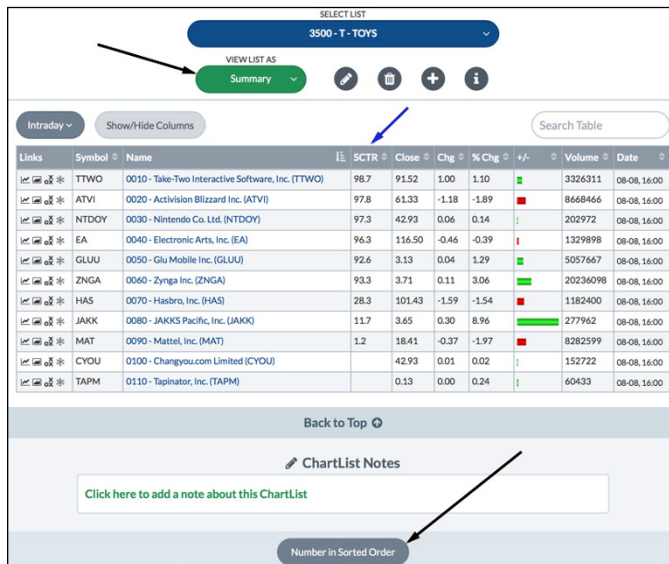 SELECT LIST
3500 - T - TOYS
VIEW LIST AS
Summary
Intraday
Show/Hide Columns
Search Table
Links Symbol Name SCTR Close Chg % Chg +/- Volume Date
TTWO 0010 - Take-Two Interactive Software, Inc. (TTWO) 98.7 91.52 1.00 1.10 3326311 08-08, 16:00
ATVI 0020 - Activision Blizzard Inc. (ATVI) 97.8 61.33 -1.18 -1.89 8668466 08-08, 16:00
NTDOY 0030 - Nintendo Co. Ltd. (NTDOY) 97.3 42.93 0.06 0.14 202972 08-08, 16:00
EA 0040 - Electronic Arts, Inc. (EA) 96.3 116.50 -0.46 -0.39 1329898 08-08, 16:00
GLUU 0050 - Glu Mobile Inc. (GLUU) 92.6 3.13 0.04 1.29 5057667 08-08, 16:00
ZNGA 0060 - Zynga Inc. (ZNGA) 93.3 3.71 0.11 3.06 20236098 08-08, 16:00
HAS 0070 - Hasbro, Inc. (HAS) 28.3 101.43 -1.59 -1.54 1182400 08-08, 16:00
JAKK 0080 - JAKKS Pacific, Inc. (JAKK) 11.7 3.65 0.30 8.96 277962 08-08, 16:00
MAT 0090 - Mattel, Inc. (MAT) 1.2 18.41 -0.37 -1.97 8282599 08-08, 16:00
CYOU 0100 - Changyou.com Limited (CYOU) 42.93 0.01 0.02 152722 08-08, 16:00
TAPM 0110 - Tapinator, Inc. (TAPM) 0.13 0.00 0.24 60433 08-08, 16:00
Back to Top
ChartList Notes
Click here to add a note about this ChartList
Number in Sorted Order